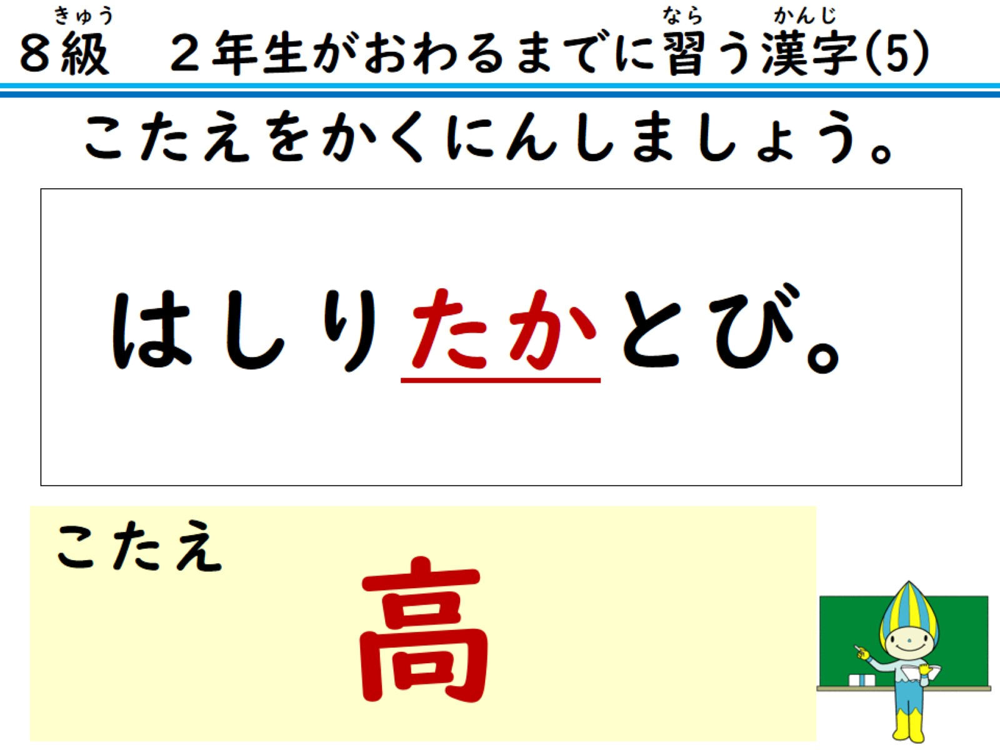 きゅう なら かんじ
８級　２年生がおわるまでに習う漢字(5)
こたえをかくにんしましょう。
はしりたかとび。
こたえ
高